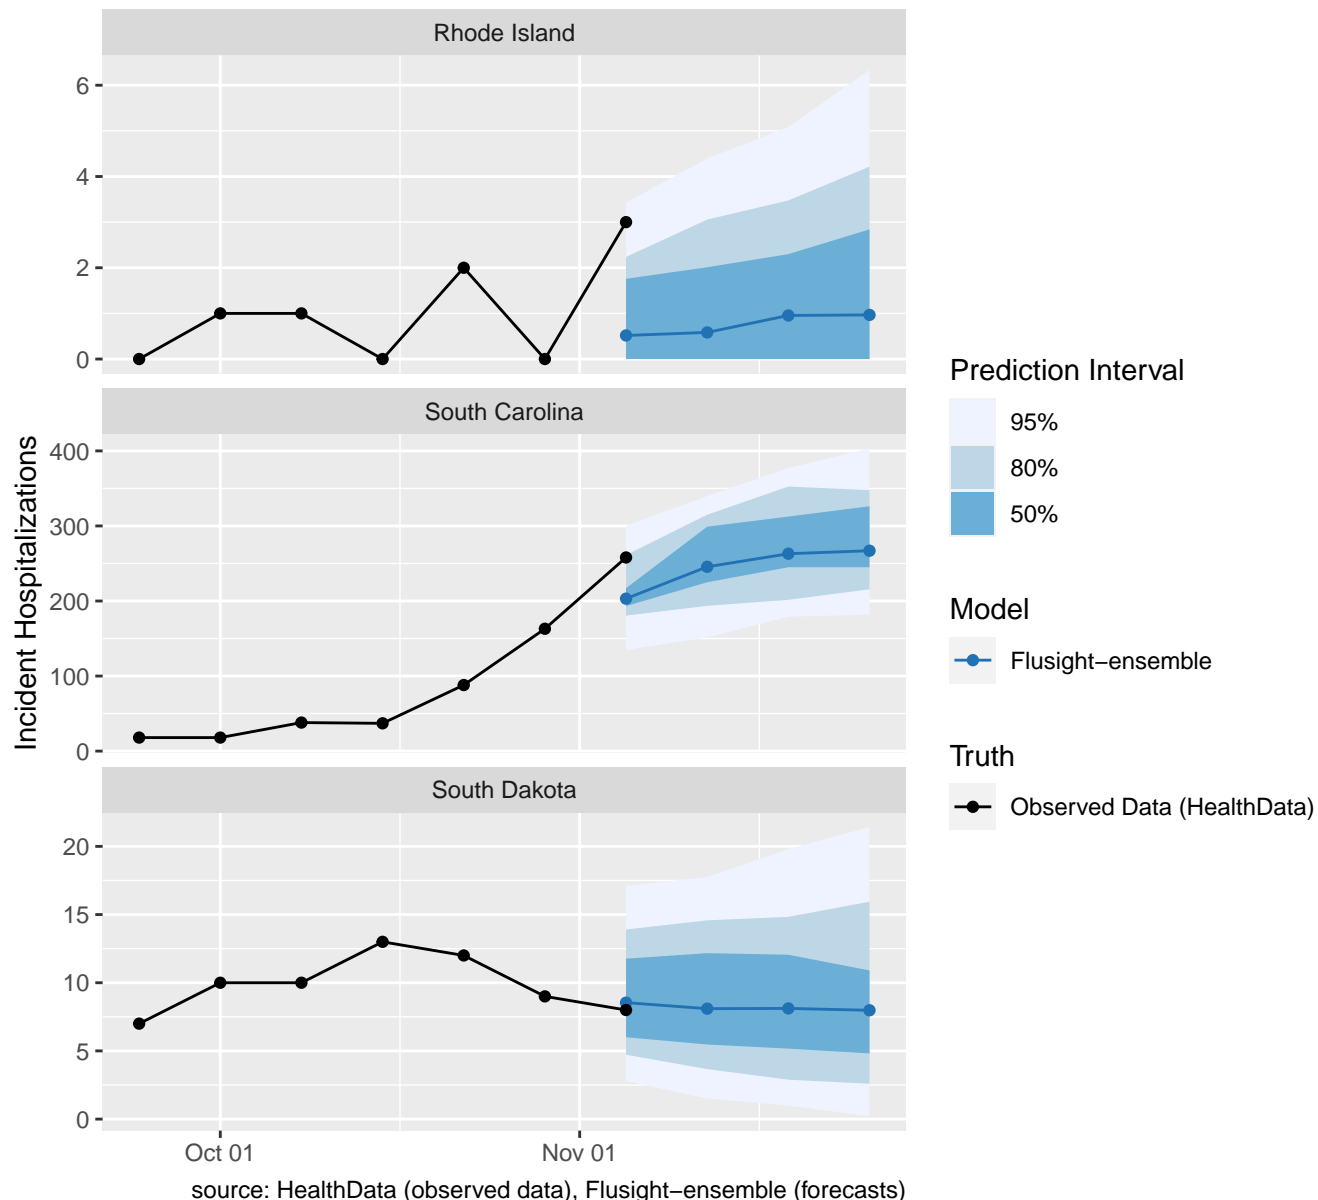 Rhode Island
6
4
2
0
South Carolina
400
300
200
100
0
South Dakota
20
15
10
5
0
Oct 01
Nov 01
Incident Hospitalizations
source: HealthData (observed data), Flusight−ensemble (forecasts)
Prediction Interval
95%
80%
50%
Model
Flusight−ensemble
Truth
Observed Data (HealthData)